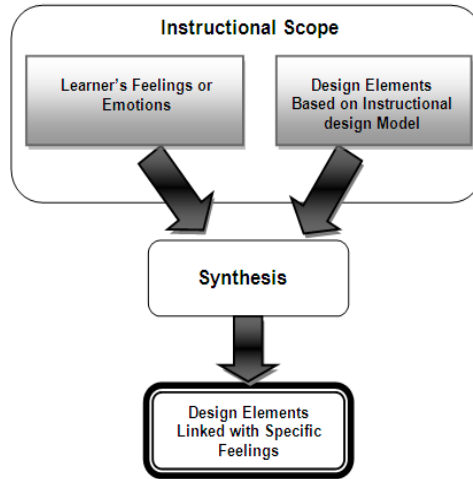 Instructional Scope
Learner's Feelings or
Emotions
Design Elements
Based on Instructional
design Model
Synthesis
Design Elements
Linked with Specific
Feelings